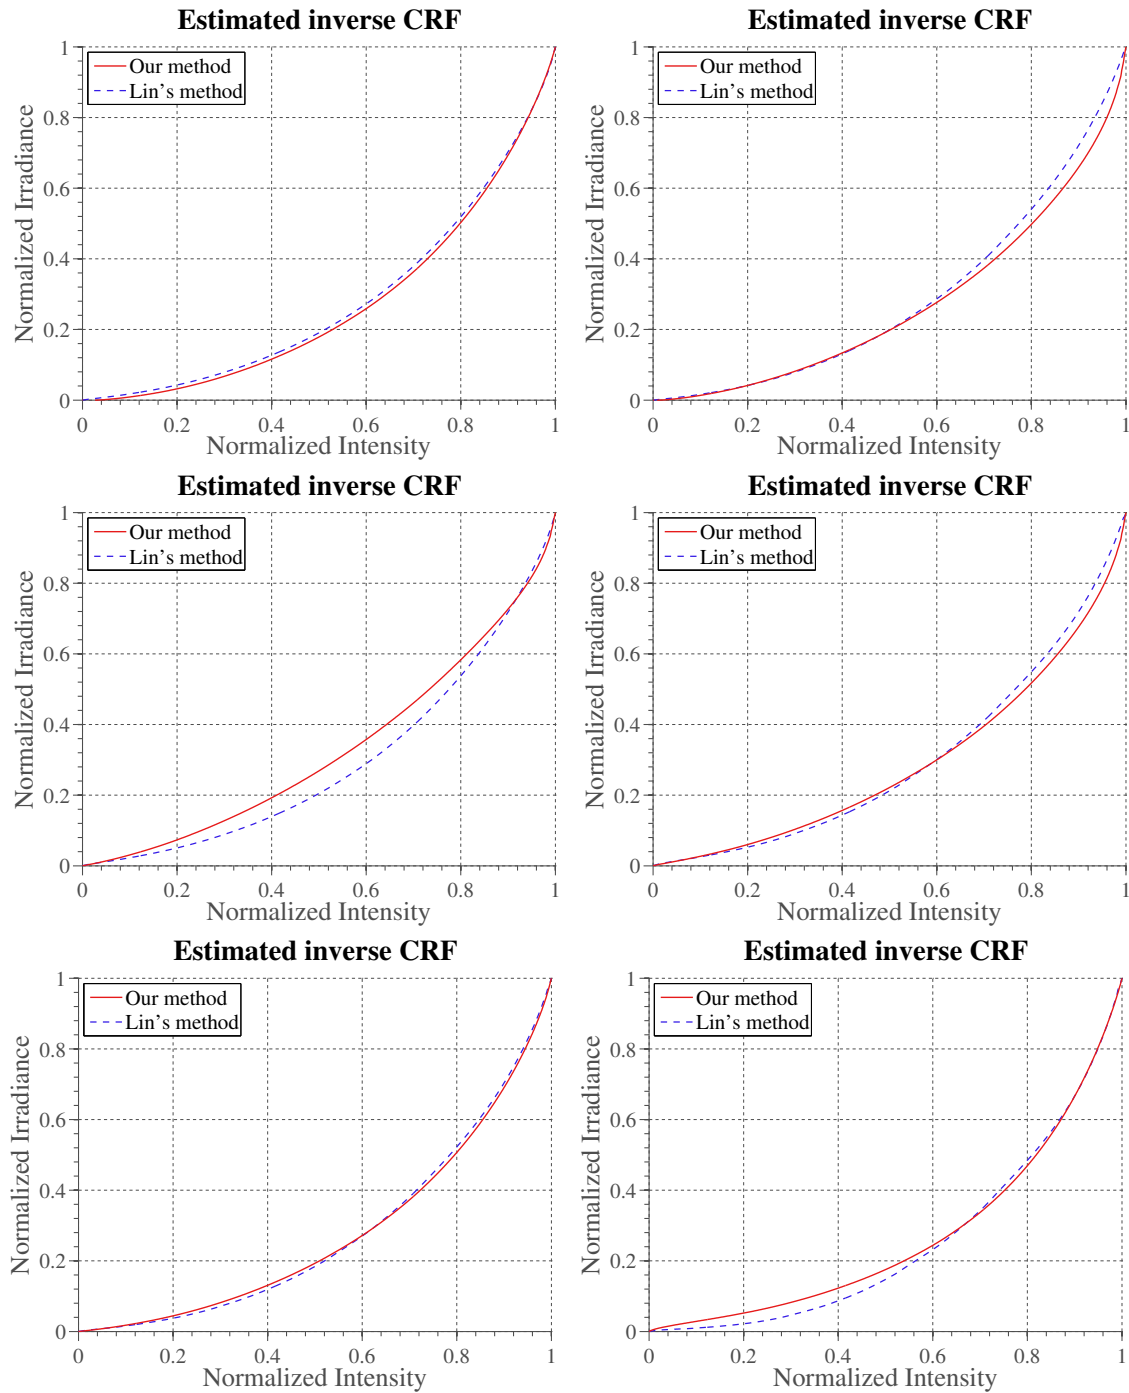 Estimated inverse CRF
Our method
Lin's method
Normalized Irradiance
1
0.8
0.6
0.4
0.2
0
0 0.2 0.4 0.6 0.8 1
Normalized Intensity
Estimated inverse CRF
Our method
Lin's method
Normalized Irradiance
1
0.8
0.6
0.4
0.2
0
0 0.2 0.4 0.6 0.8 1
Normalized Intensity
Estimated inverse CRF
Our method
Lin's method
Normalized Irradiance
1
0.8
0.6
0.4
0.2
0
0 0.2 0.4 0.6 0.8 1
Normalized Intensity
Estimated inverse CRF
Our method
Lin's method
Normalized Irradiance
1
0.8
0.6
0.4
0.2
0
0 0.2 0.4 0.6 0.8 1
Normalized Intensity
Estimated inverse CRF
Our method
Lin's method
Normalized Irradiance
1
0.8
0.6
0.4
0.2
0
0 0.2 0.4 0.6 0.8 1
Normalized Intensity
Estimated inverse CRF
Our method
Lin's method
Normalized Irradiance
1
0.8
0.6
0.4
0.2
0
0 0.2 0.4 0.6 0.8 1
Normalized Intensity